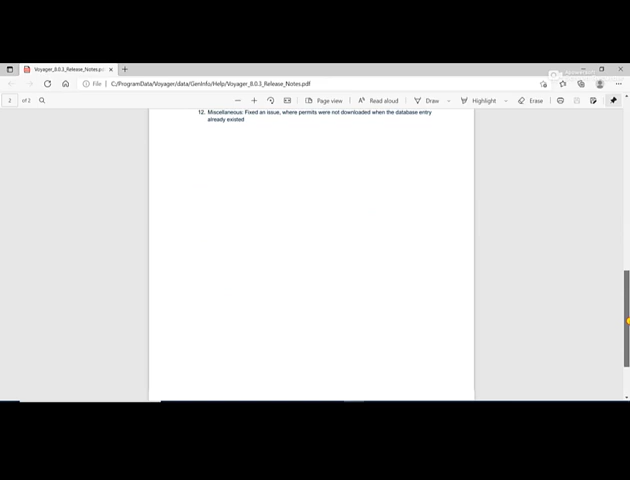 Voyager_8.0.3_Release_Notes.pd
File | C:/ProgramData/Voyager/data/GenInfo/Help/Voyager_8.0.3_Release_Notes.pdf
2 of 2 Page view Read aloud Draw Highlight Erase
12. Miscellaneous: Fixed an issue, where permits were not downloaded when the database entry
already existed